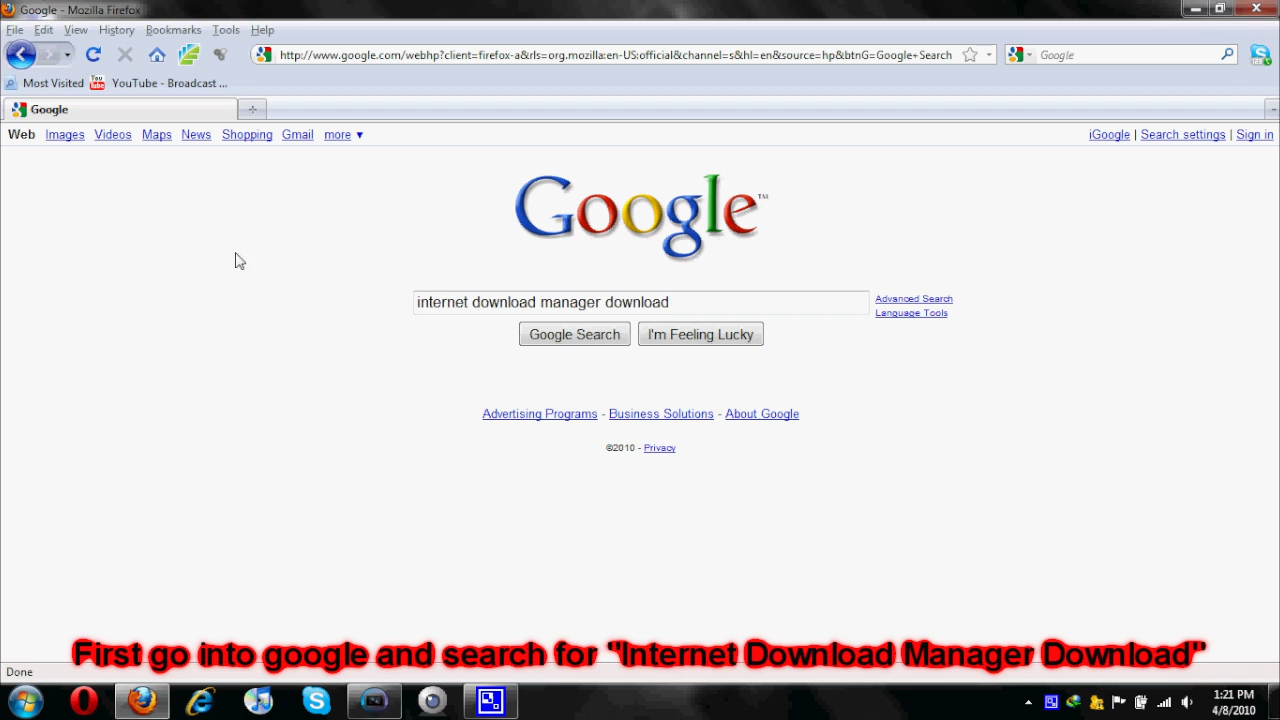 Google - Mozilla Firefox
File Edit View History Bookmarks Tools Help
http://www.google.com/webhp?client=firefox-a&rls=org.mozilla:en-US:official&channel=s&hl=en&source=hp&btnG=Google+Search
Google
Most Visited YouTube - Broadcast ...
Google
Web Images Videos Maps News Shopping Gmail more ▼
iGoogle | Search settings | Sign in
Google™
internet download manager download
Advanced Search
Language Tools
Google Search I'm Feeling Lucky
Advertising Programs - Business Solutions - About Google
©2010 - Privacy
First go into google and search for "Internet Download Manager Download"
Done
1:21 PM
4/8/2010